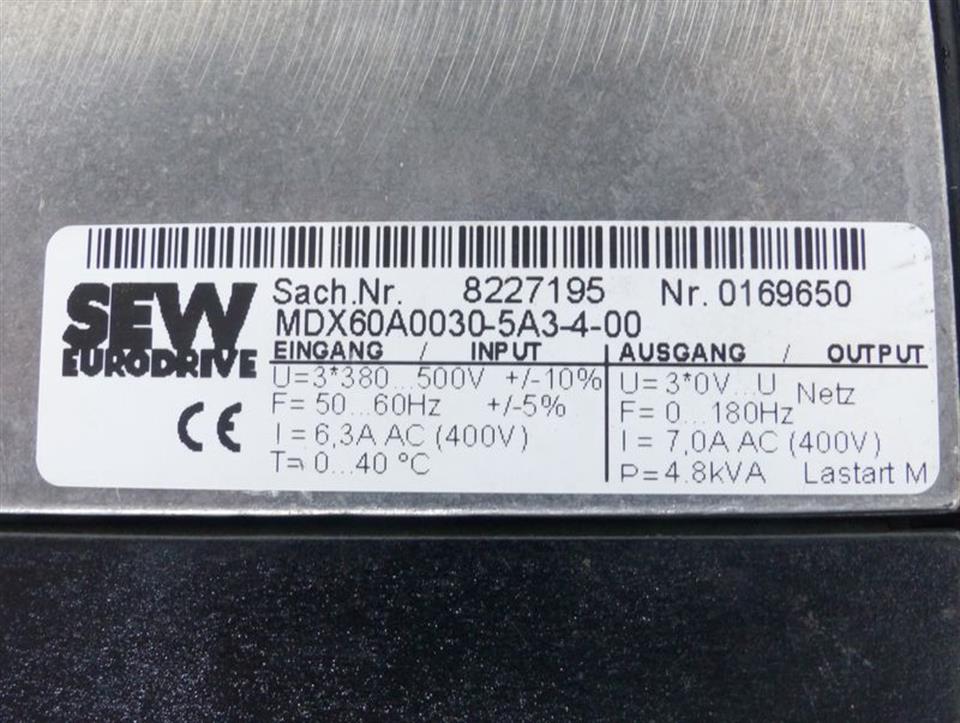 SEW
EURODRIVE
CE
Sach.Nr. 8227195 Nr. 0169650
MDX60A0030-5A3-4-00
EINGANG / INPUT
U=3*380...500V +/-10%
F= 50...60Hz +/-5%
I = 6,3A AC (400V)
T= 0...40 °C
AUSGANG / OUTPUT
U= 3*0V...U Netz
F= 0...180Hz
I = 7,0A AC (400V)
P= 4.8kVA Lastart M